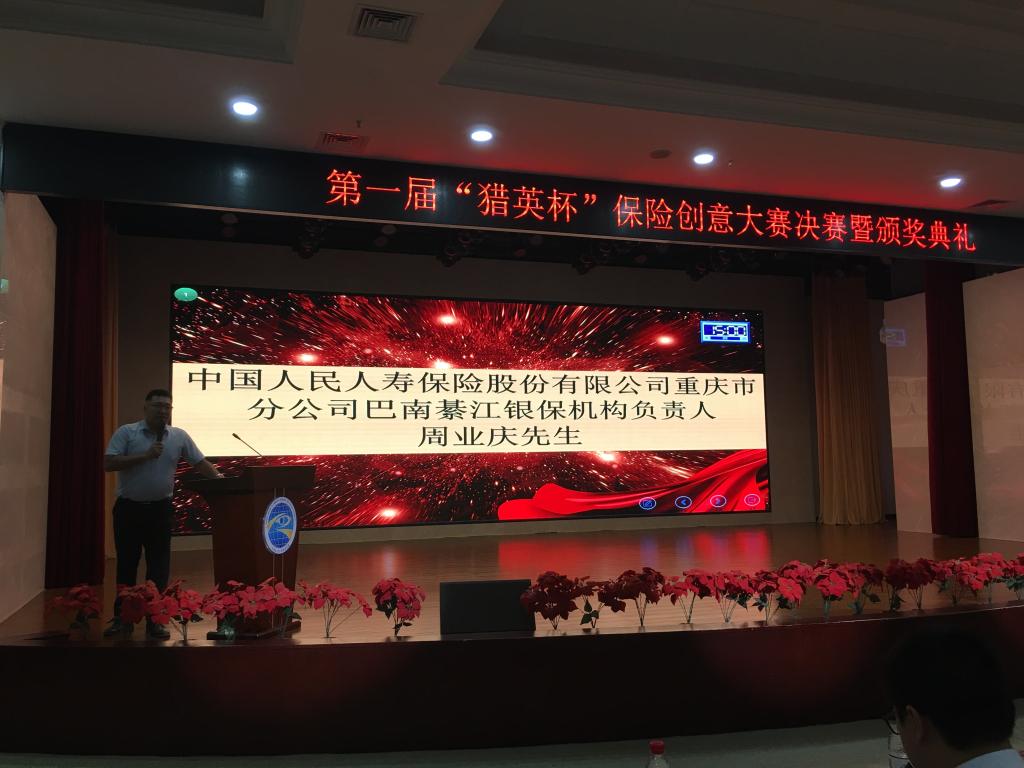 第一届“猎英杯”保险创意大赛决赛暨颁奖典礼
1
15:00
中国人民人寿保险股份有限公司重庆市
分公司巴南綦江银保机构负责人
周业庆先生